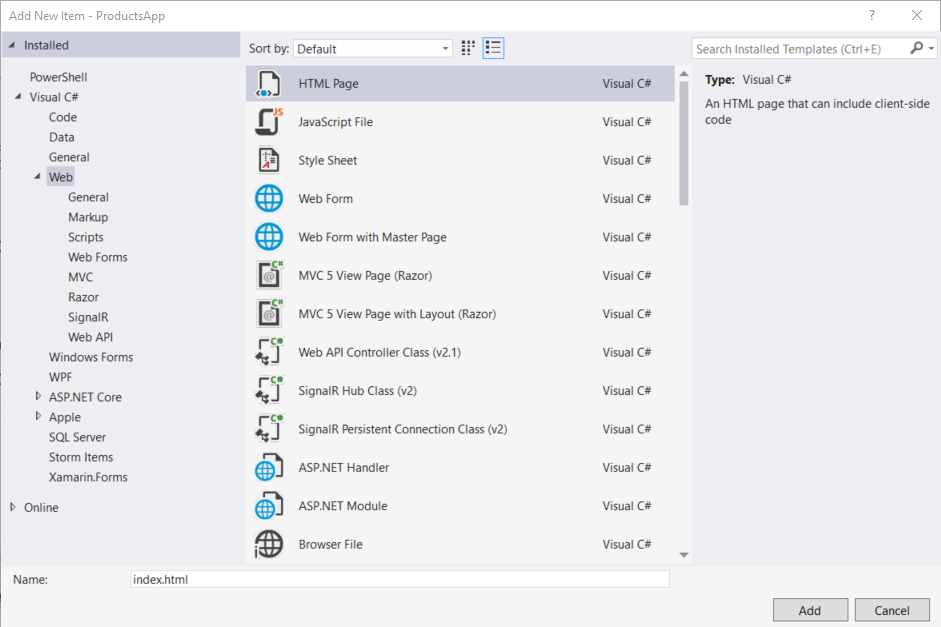 Add New Item - ProductsApp
?
Installed
Sort by: Default
Search Installed Templates (Ctrl+E)
PowerShell
Visual C#
Code
Data
General
Web
General
Markup
Scripts
Web Forms
MVC
Razor
SignalR
Web API
Windows Forms
WPF
ASP.NET Core
Apple
SQL Server
Storm Items
Xamarin.Forms
Online
HTML Page Visual C#
JS
JavaScript File Visual C#
A
Style Sheet Visual C#
Web Form Visual C#
Web Form with Master Page Visual C#
C#
@
MVC 5 View Page (Razor) Visual C#
C#
@
MVC 5 View Page with Layout (Razor) Visual C#
C#
Web API Controller Class (v2.1) Visual C#
C#
SignalR Hub Class (v2) Visual C#
C#
SignalR Persistent Connection Class (v2) Visual C#
ASP.NET Handler Visual C#
ASP.NET Module Visual C#
Browser File Visual C#
Type: Visual C#
An HTML page that can include client-side
code
Name: index.html
Add Cancel